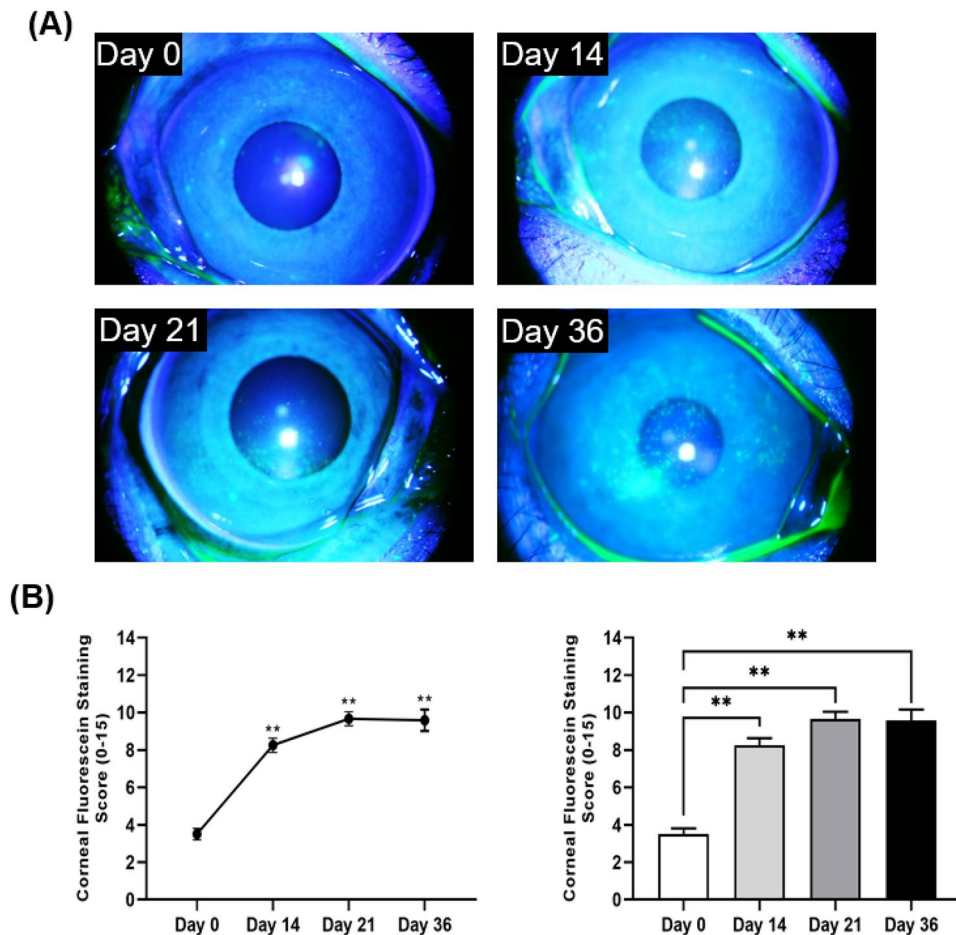 (A)
Day 0
Day 14
Day 21
Day 36
(B)
Corneal Fluorescein Staining
Score (0-15)
14
12
10
8
6
4
2
0
**
**
**
Day 0 Day 14 Day 21 Day 36
Corneal Fluorescein Staining
Score (0-15)
14
12
10
8
6
4
2
0
**
**
**
Day 0 Day 14 Day 21 Day 36